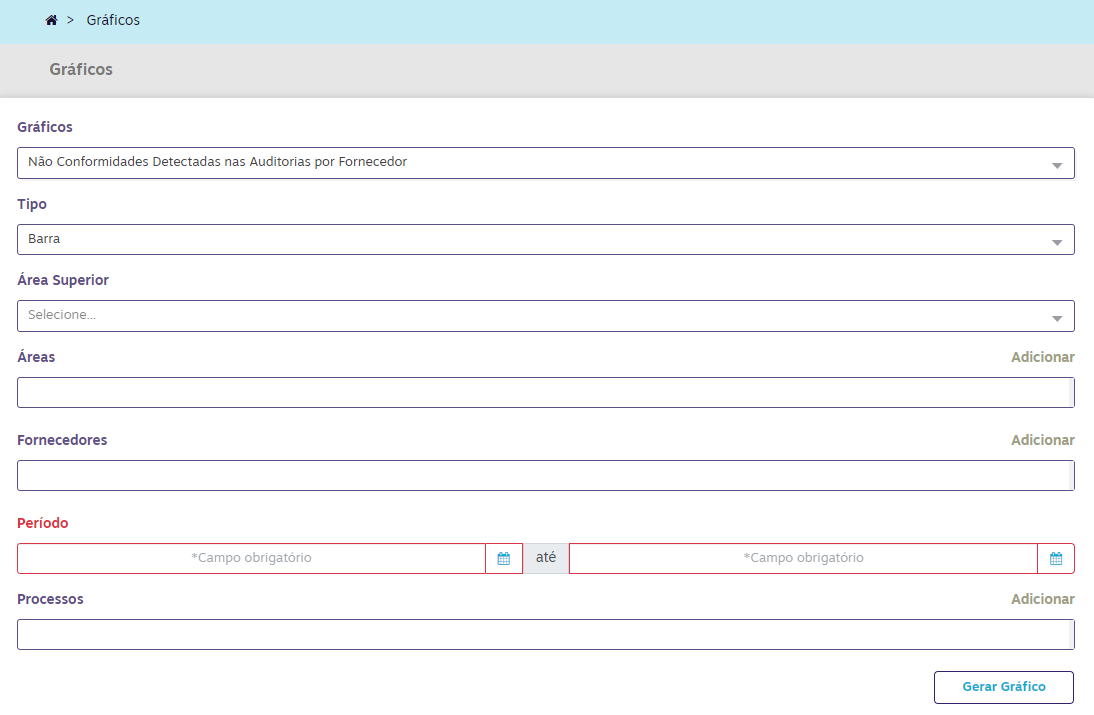 > Gráficos
Gráficos
Gráficos
Não Conformidades Detectadas nas Auditorias por Fornecedor
Tipo
Barra
Área Superior
Selecione...
Áreas Adicionar
Fornecedores Adicionar
Período
*Campo obrigatório até *Campo obrigatório
Processos Adicionar
Gerar Gráfico